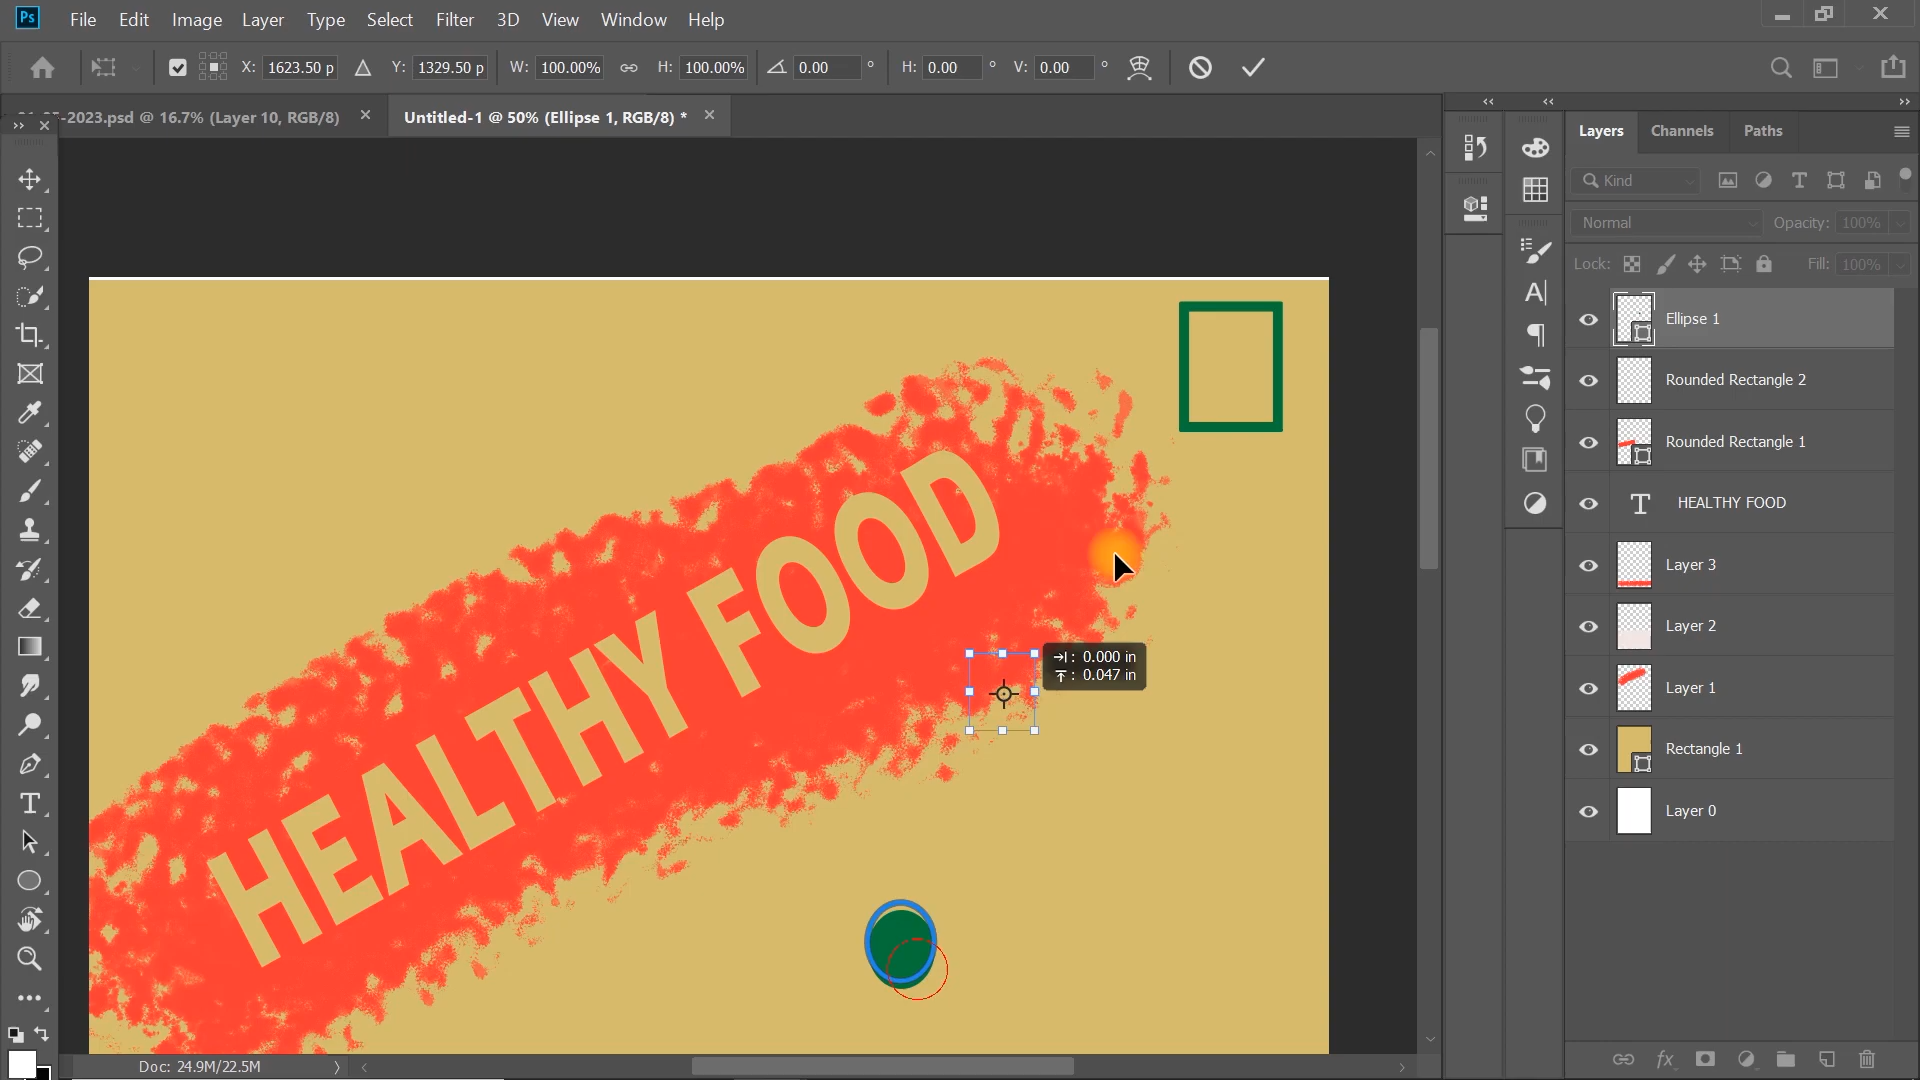 Ps File Edit Image Layer Type Select Filter 3D View Window Help
X: 1623.50 p Y: 1329.50 p W: 100.00% H: 100.00% 0.00 ° H: 0.00 ° V: 0.00 °
-2023.psd @ 16.7% (Layer 10, RGB/8) × Untitled-1 @ 50% (Ellipse 1, RGB/8) * ×
Layers Channels Paths
Kind
Normal Opacity: 100%
Lock: Fill: 100%
Ellipse 1
Rounded Rectangle 2
Rounded Rectangle 1
HEALTHY FOOD
Layer 3
Layer 2
Layer 1
Rectangle 1
Layer 0
HEALTHY FOOD
: 0.000 in
: 0.047 in
Doc: 24.9M/22.5M